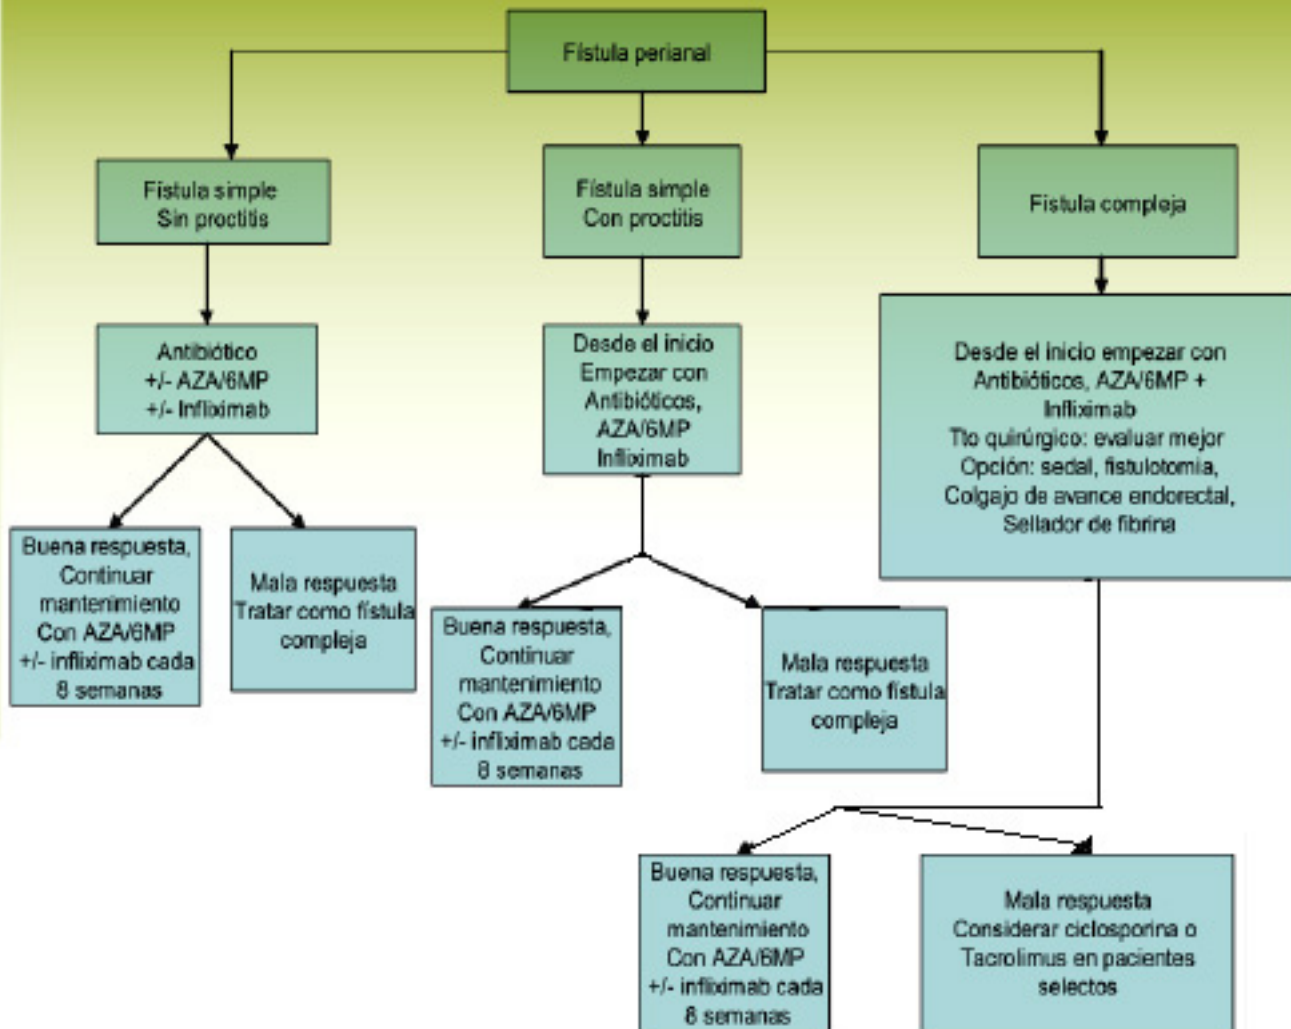 Fístula perianal
Fístula simple
Sin proctitis
Fístula simple
Con proctitis
Fístula compleja
Antibiótico
+/- AZA/6MP
+/- Infliximab
Desde el inicio
Empezar con
Antibióticos,
AZA/6MP
Infliximab
Desde el inicio empezar con
Antibióticos, AZA/6MP +
Infliximab
Tto quirúrgico: evaluar mejor
Opción: sedal, fistulotomia,
Colgajo de avance endorectal,
Sellador de fibrina
Buena respuesta,
Continuar
mantenimiento
Con AZA/6MP
+/- infliximab cada
8 semanas
Mala respuesta
Tratar como fístula
compleja
Buena respuesta,
Continuar
mantenimiento
Con AZA/6MP
+/- infliximab cada
8 semanas
Mala respuesta
Tratar como fístula
compleja
Buena respuesta,
Continuar
mantenimiento
Con AZA/6MP
+/- infliximab cada
8 semanas
Mala respuesta
Considerar ciclosporina o
Tacrolimus en pacientes
selectos